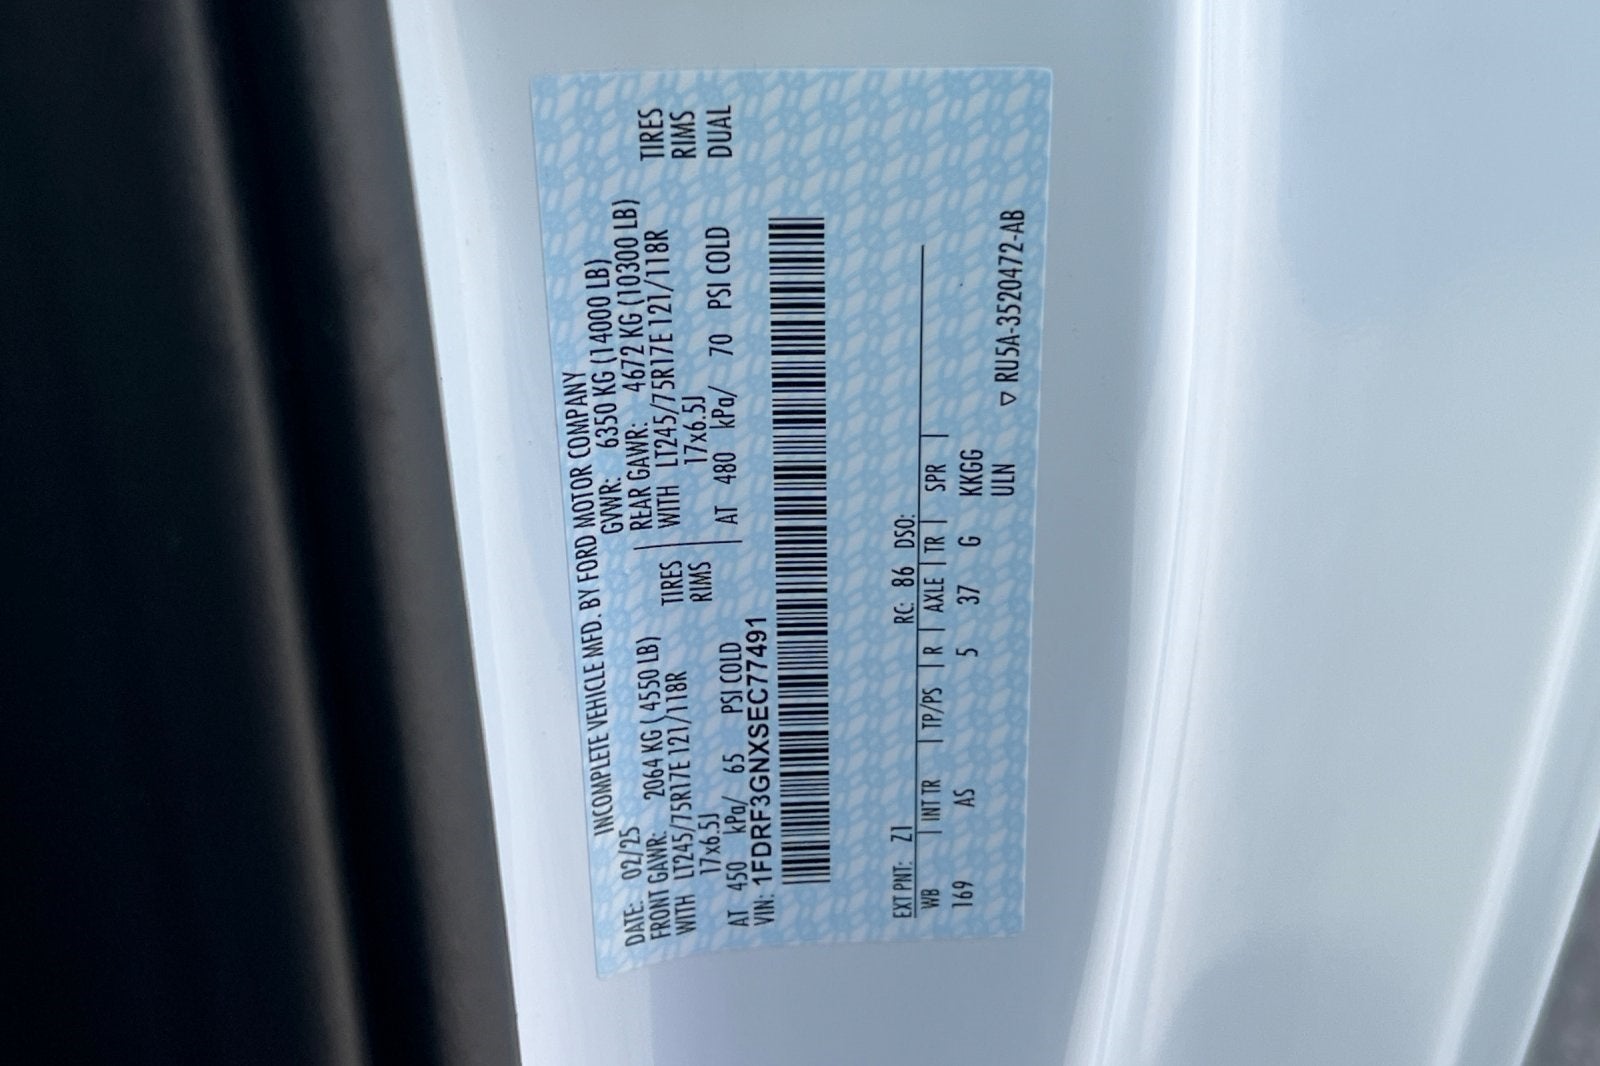 INCOMPLETE VEHICLE MFD. BY FORD MOTOR COMPANY
DATE: 02/25 GVWR: 6350 KG (14000 LB)
FRONT GAWR: 2064 KG (4550 LB) REAR GAWR: 4672 KG (10300 LB)
WITH LT245/75R17E 121/118R TIRES WITH LT245/75R17E 121/118R TIRES
17x6.5J RIMS 17x6.5J RIMS
AT 450 kPa/ 65 PSI COLD AT 480 kPa/ 70 PSI COLD DUAL
VIN: 1FDRF3GNXSEC77491
EXT PNT: Z1 RC: 86 DSO:
WB INT TR TP/PS R AXLE TR SPR
169 AS 5 37 G KKGG
ULN
▽ RU5A-3520472-AB